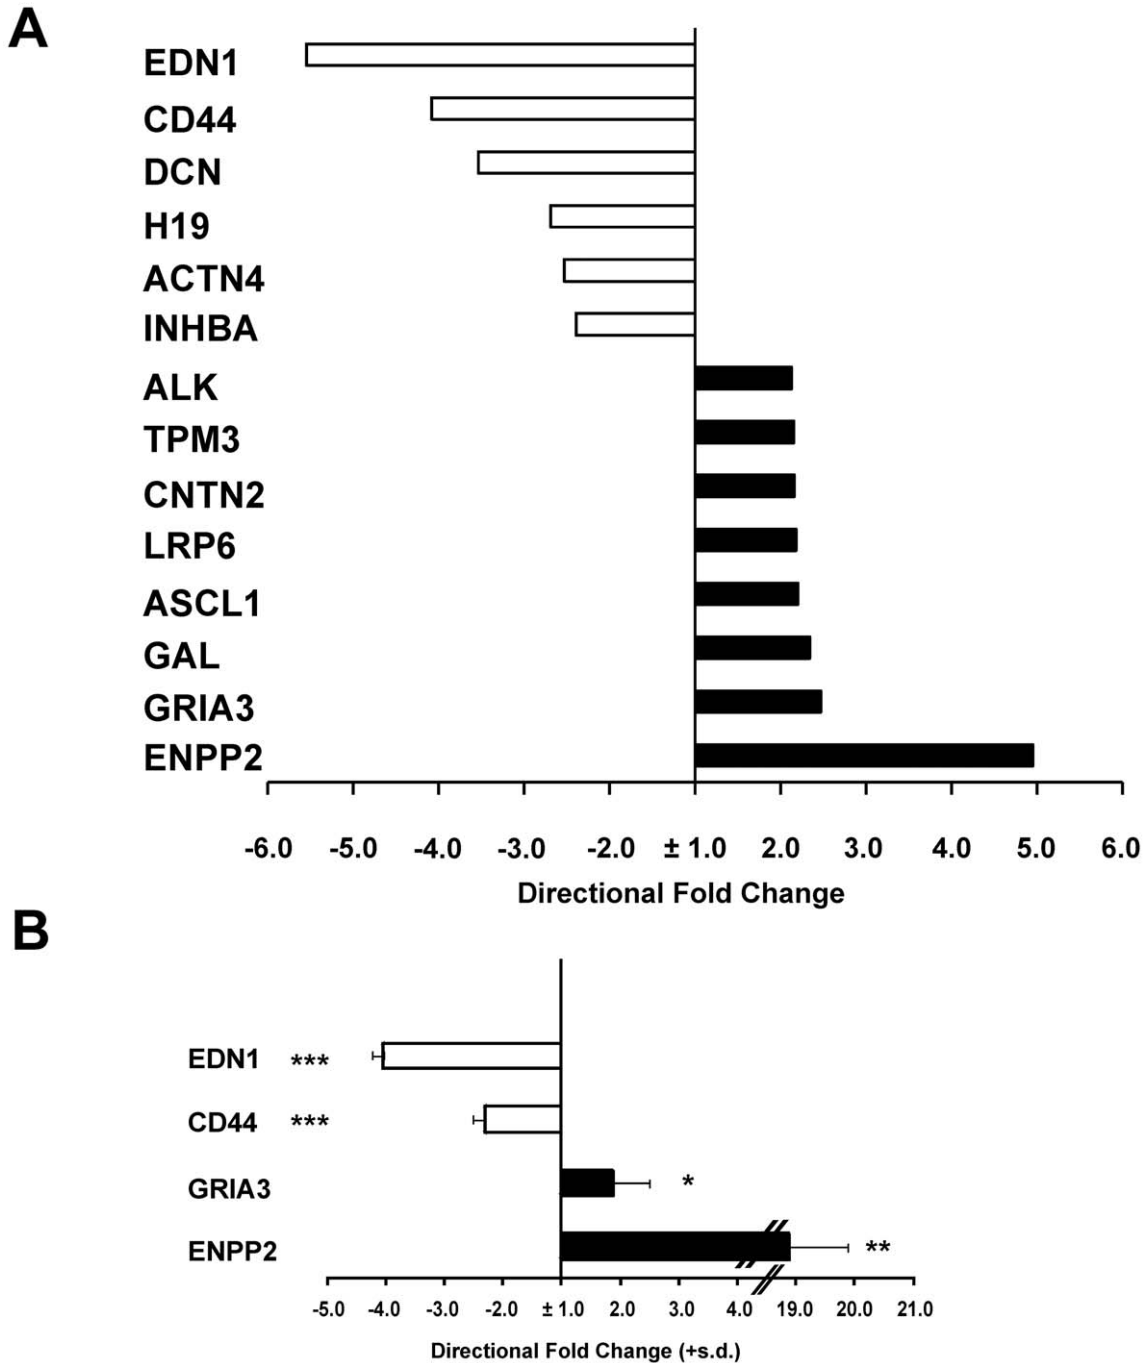 A
EDN1
CD44
DCN
H19
ACTN4
INHBA
ALK
TPM3
CNTN2
LRP6
ASCL1
GAL
GRIA3
ENPP2
-6.0 -5.0 -4.0 -3.0 -2.0 ± 1.0 2.0 3.0 4.0 5.0 6.0
Directional Fold Change
B
EDN1 ***
CD44 ***
GRIA3 *
ENPP2 **
-5.0 -4.0 -3.0 -2.0 ± 1.0 2.0 3.0 4.0 19.0 20.0 21.0
Directional Fold Change (+s.d.)